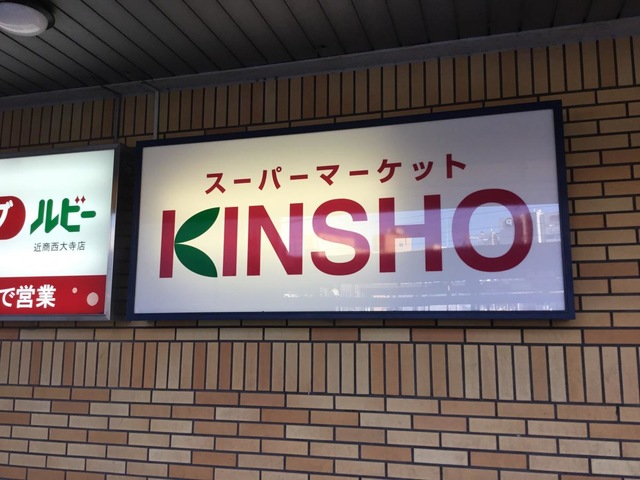 スーパーマーケット
KINSHO
ルビー
近商西大寺店
で営業